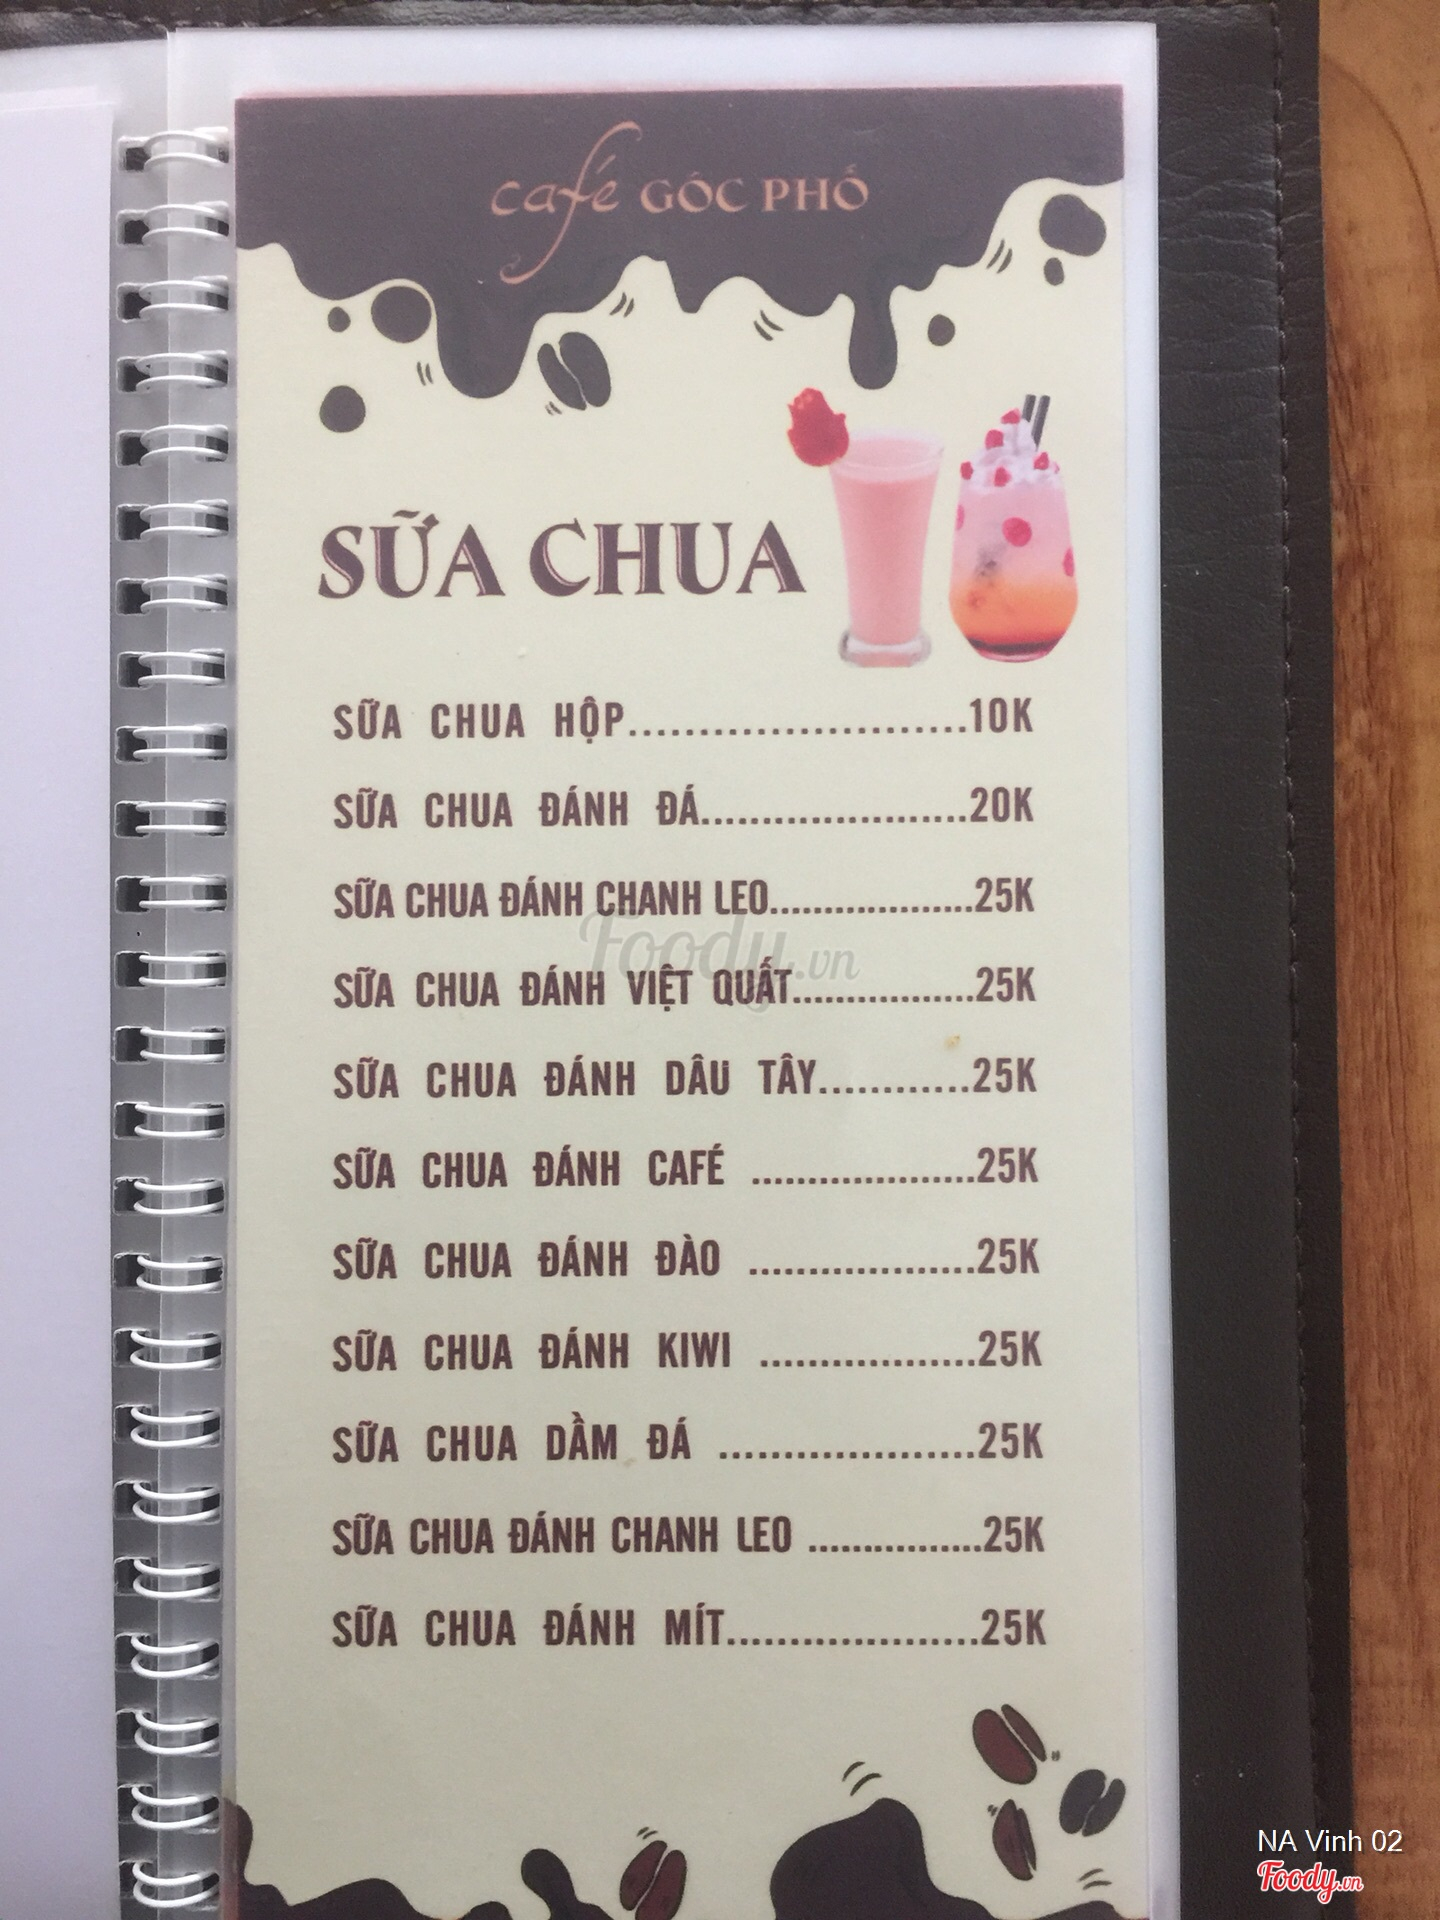 café GÓC PHỐ
SỮA CHUA
SỮA CHUA HỘP........................10K
SỮA CHUA ĐÁNH ĐÁ......................20K
SỮA CHUA ĐÁNH CHANH LEO...................25K
Foody.vn
SỮA CHUA ĐÁNH VIỆT QUẤT.................25K
SỮA CHUA ĐÁNH DÂU TÂY............25K
SỮA CHUA ĐÁNH CAFÉ ...................25K
SỮA CHUA ĐÁNH ĐÀO ...................25K
SỮA CHUA ĐÁNH KIWI ..................25K
SỮA CHUA DẦM ĐÁ ....................25K
SỮA CHUA ĐÁNH CHANH LEO ................25K
SỮA CHUA ĐÁNH MÍT....................25K
NA Vinh 02
Foody.vn